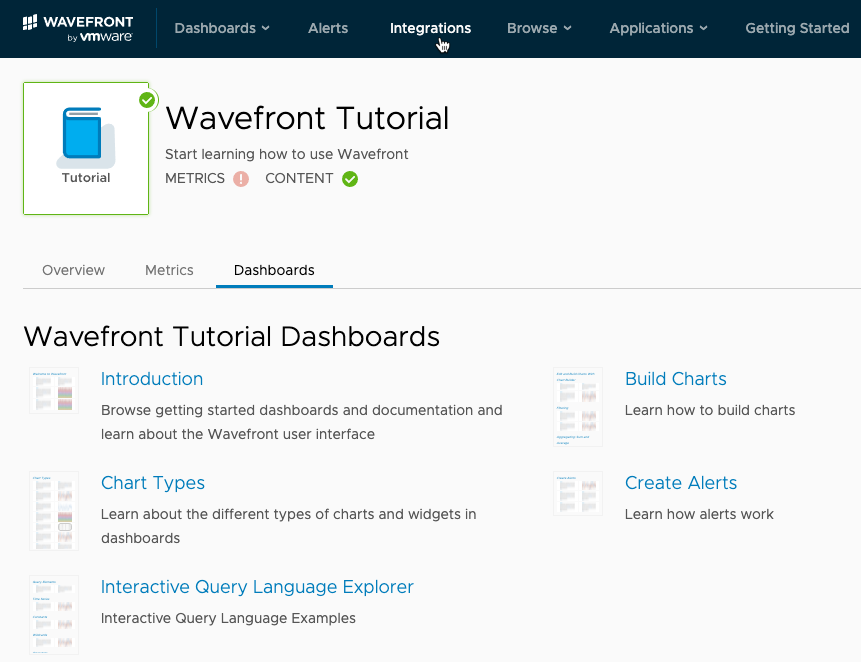 WAVEFRONT
by vmware
Dashboards
Alerts
Integrations
Browse
Applications
Getting Started
Tutorial
Wavefront Tutorial
Start learning how to use Wavefront
METRICS
CONTENT
Overview
Metrics
Dashboards
Wavefront Tutorial Dashboards
Introduction
Browse getting started dashboards and documentation and
learn about the Wavefront user interface
Build Charts
Learn how to build charts
Chart Types
Learn about the different types of charts and widgets in
dashboards
Create Alerts
Learn how alerts work
Interactive Query Language Explorer
Interactive Query Language Examples